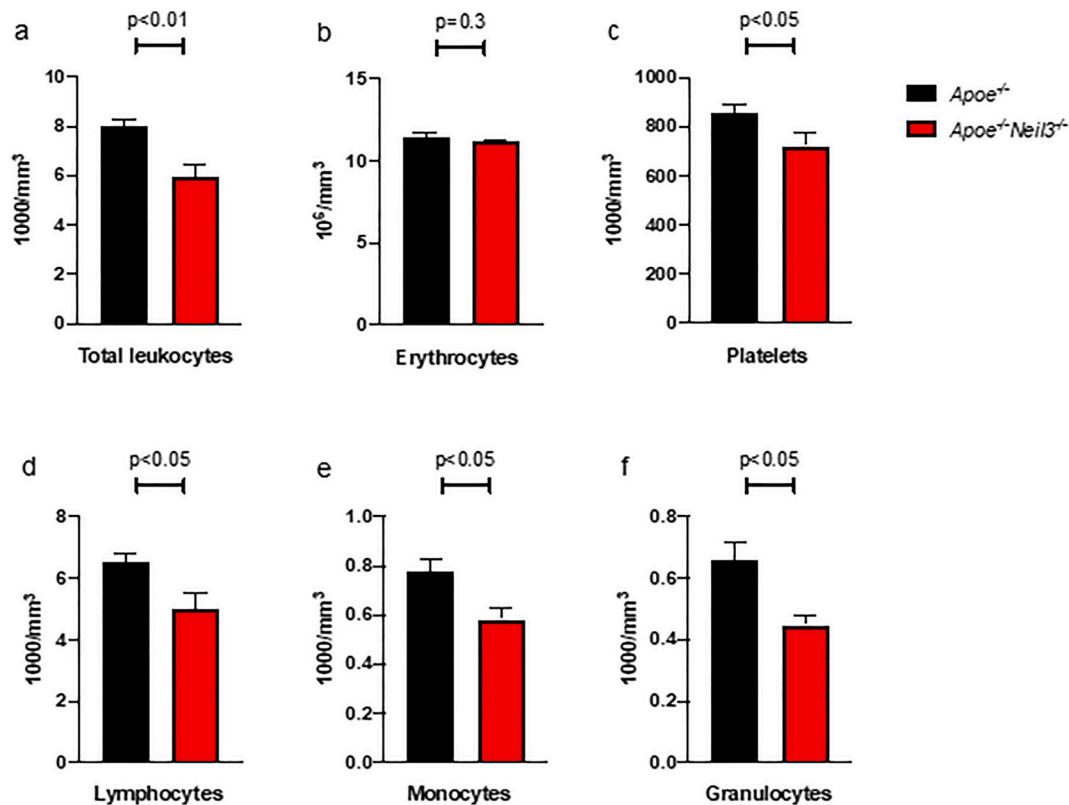 a
p<0.01
10
8
6
4
2
0
1000/mm³
Total leukocytes
b
p=0.3
15
10
5
0
10⁶/mm³
Erythrocytes
c
p<0.05
1000
800
600
400
200
0
1000/mm³
Platelets
Apoe⁻/⁻
Apoe⁻/⁻Neil3⁻/⁻
d
p<0.05
8
6
4
2
0
1000/mm³
Lymphocytes
e
p<0.05
1.0
0.8
0.6
0.4
0.2
0.0
1000/mm³
Monocytes
f
p<0.05
0.8
0.6
0.4
0.2
0.0
1000/mm³
Granulocytes